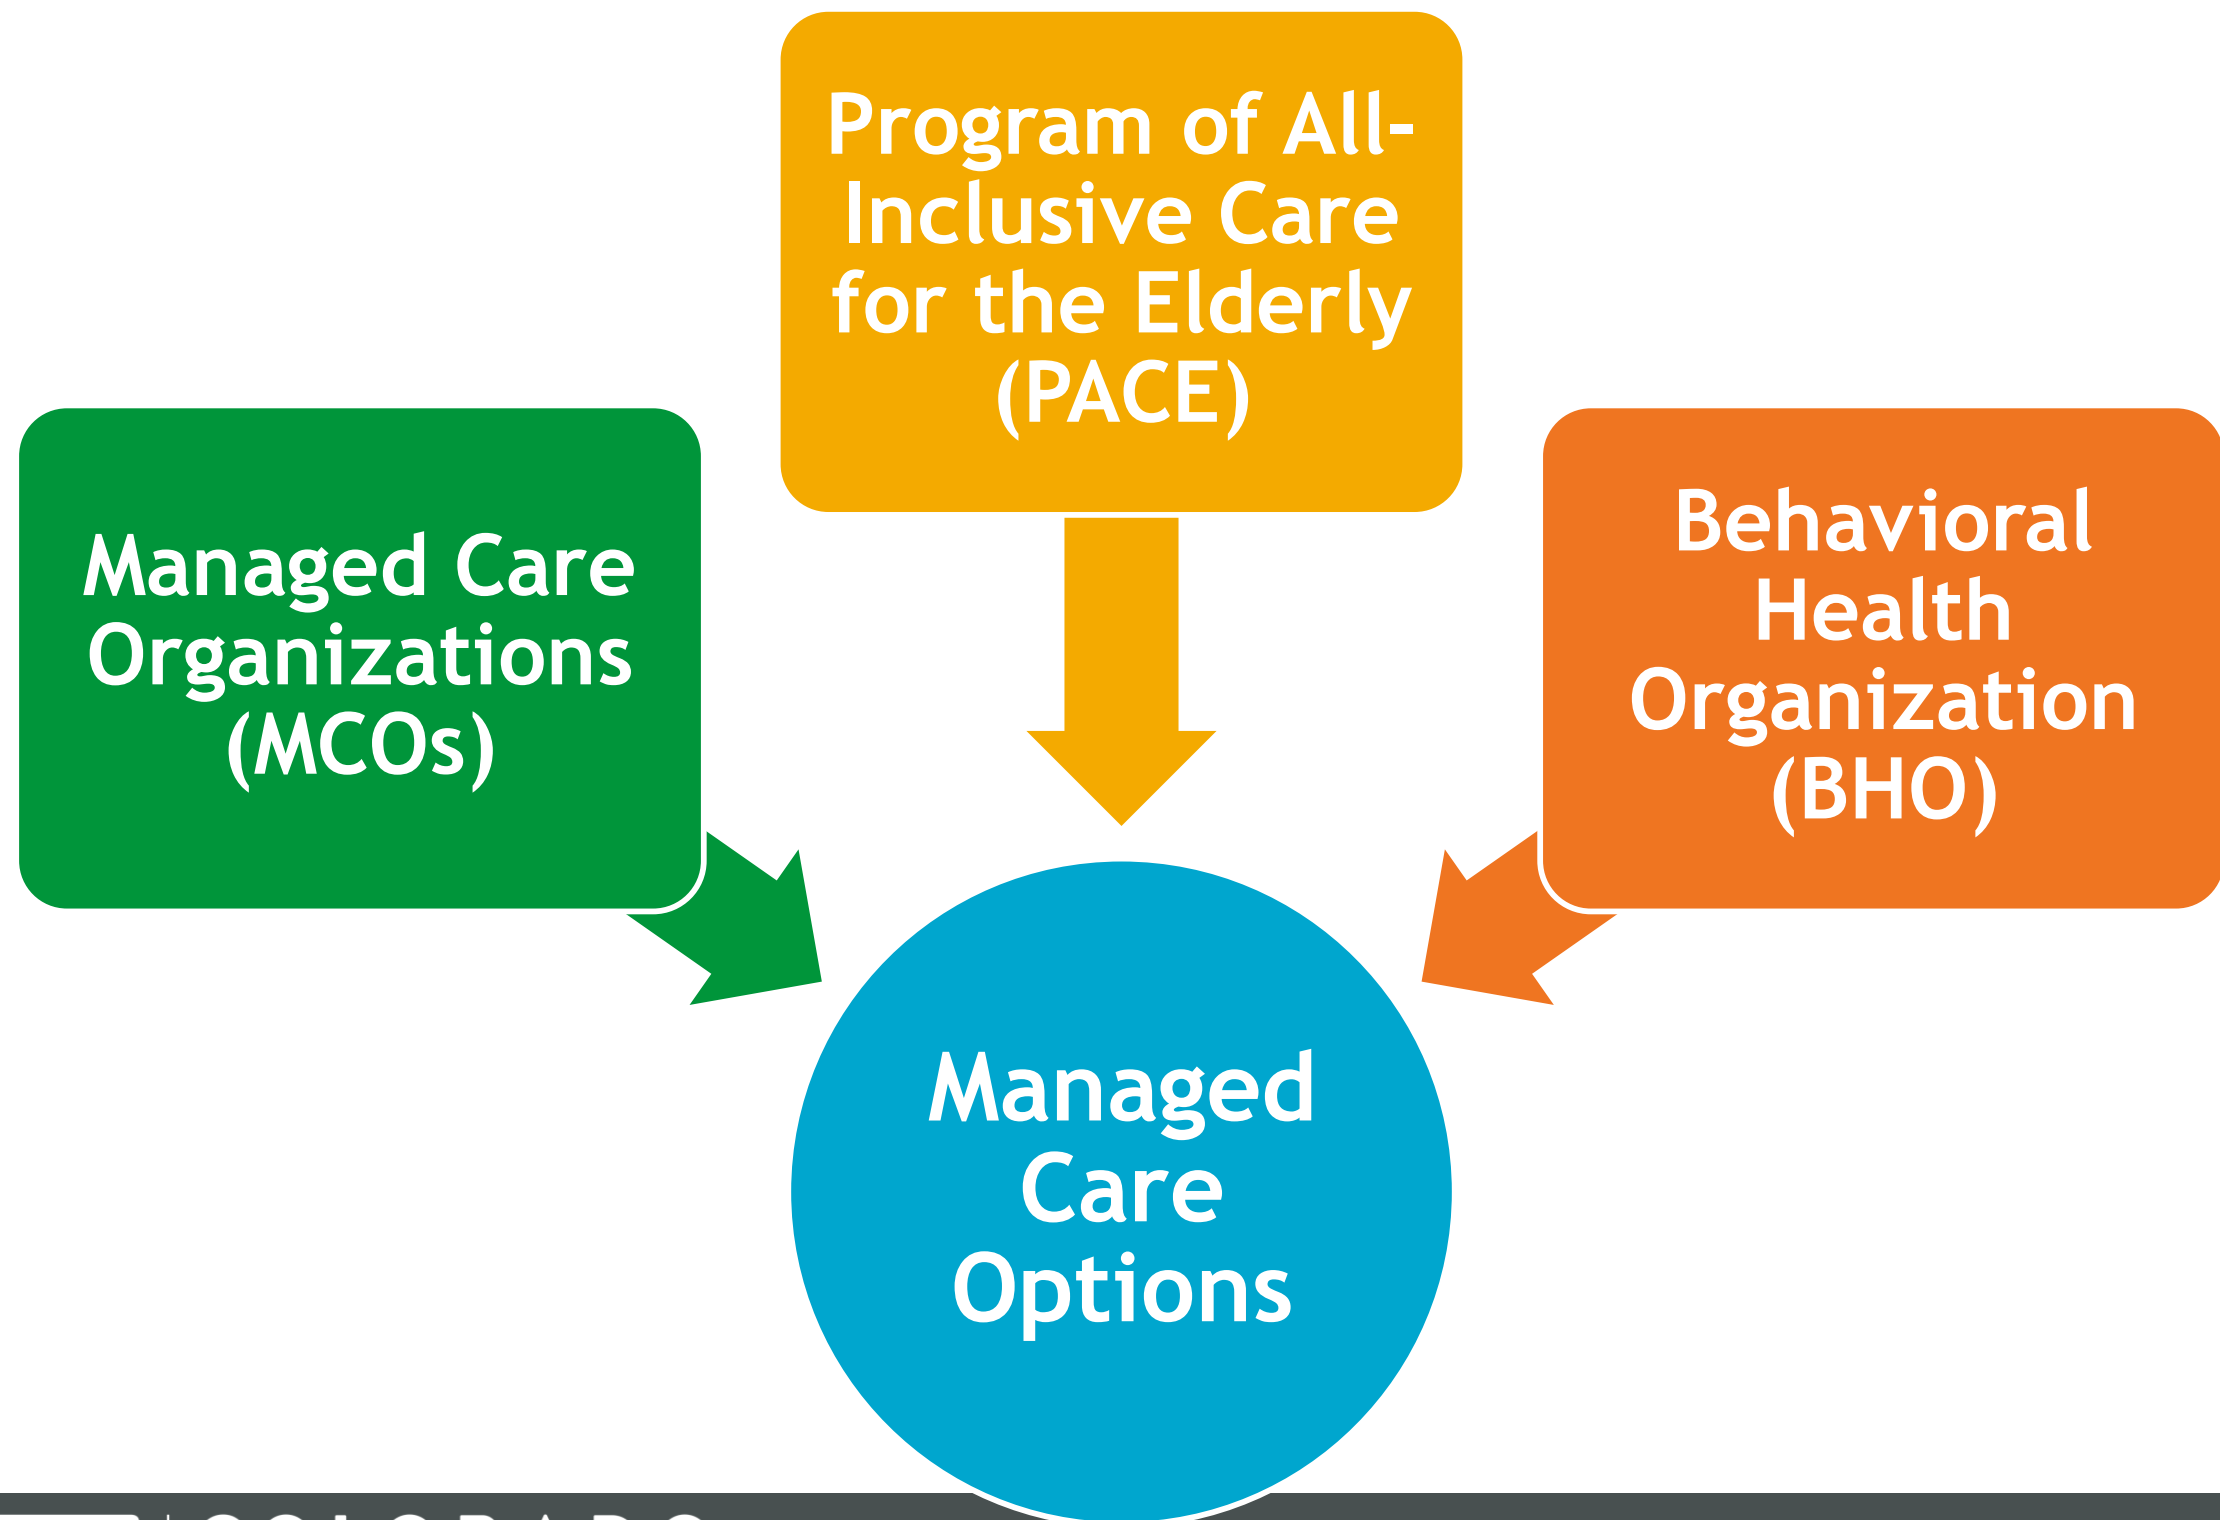 Program of All-
Inclusive Care
for the Elderly
(PACE)
Managed Care
Organizations
(MCOs)
Behavioral
Health
Organization
(BHO)
Managed
Care
Options